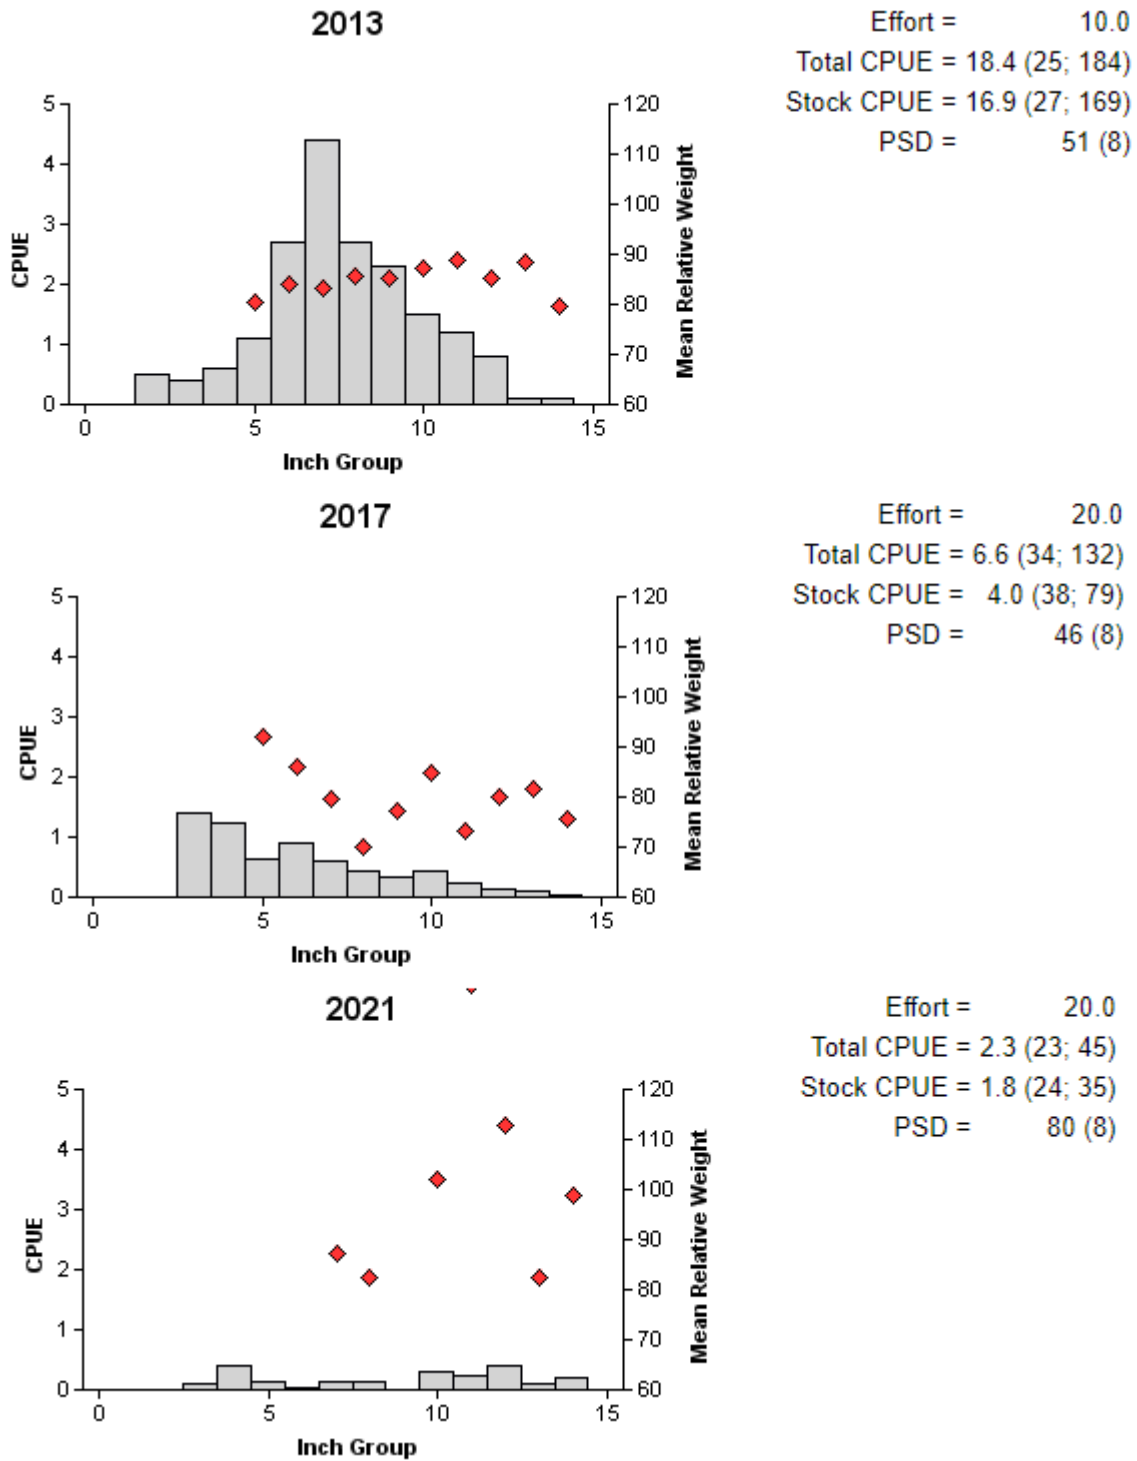 2013
Effort = 10.0
Total CPUE = 18.4 (25; 184)
Stock CPUE = 16.9 (27; 169)
PSD = 51 (8)
5
4
3
2
1
0
CPUE
120
110
100
90
80
70
60
Mean Relative Weight
0 5 10 15
Inch Group
2017
Effort = 20.0
Total CPUE = 6.6 (34; 132)
Stock CPUE = 4.0 (38; 79)
PSD = 46 (8)
5
4
3
2
1
0
CPUE
120
110
100
90
80
70
60
Mean Relative Weight
0 5 10 15
Inch Group
2021
Effort = 20.0
Total CPUE = 2.3 (23; 45)
Stock CPUE = 1.8 (24; 35)
PSD = 80 (8)
5
4
3
2
1
0
CPUE
120
110
100
90
80
70
60
Mean Relative Weight
0 5 10 15
Inch Group